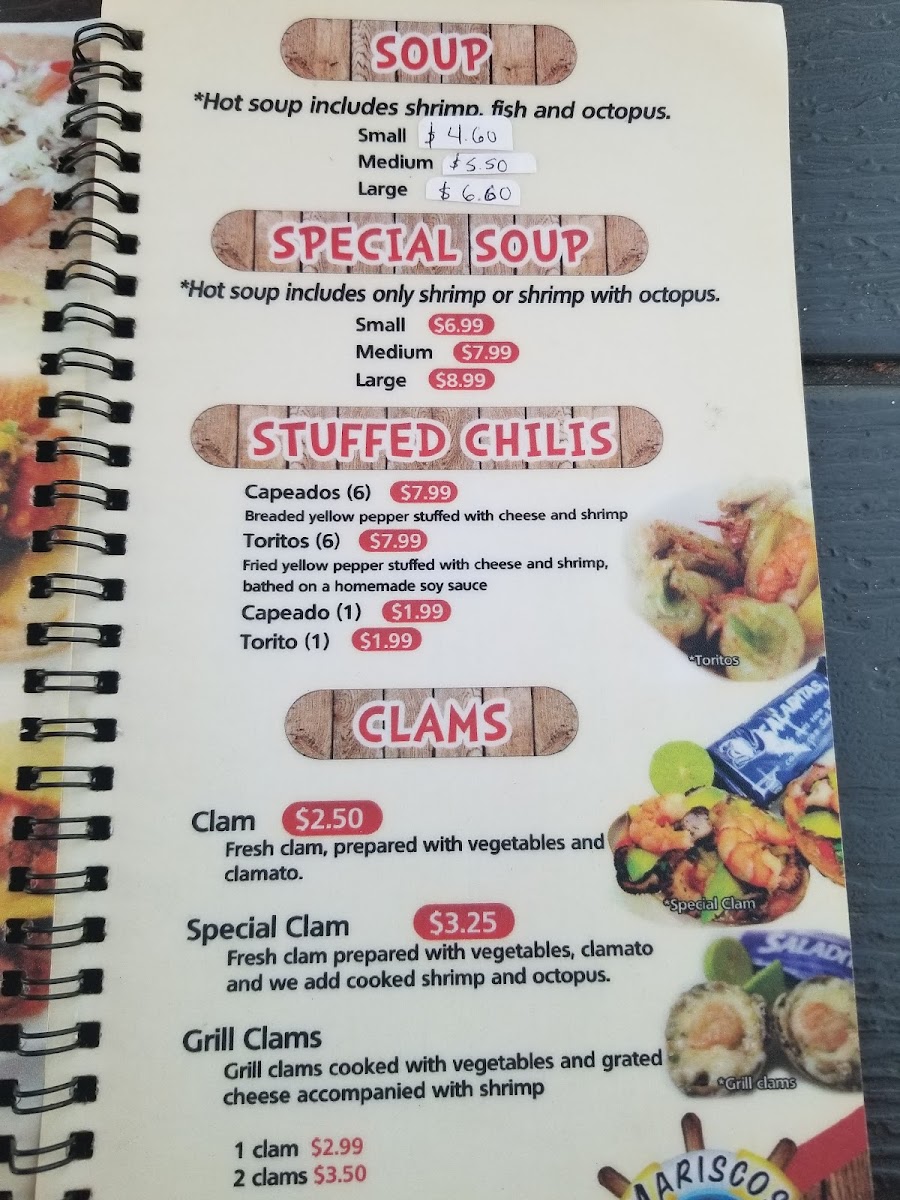 SOUP
*Hot soup includes shrimp, fish and octopus.
Small $4.60
Medium $5.50
Large $6.60
SPECIAL SOUP
*Hot soup includes only shrimp or shrimp with octopus.
Small $6.99
Medium $7.99
Large $8.99
STUFFED CHILIS
Capeados (6) $7.99
Breaded yellow pepper stuffed with cheese and shrimp
Toritos (6) $7.99
Fried yellow pepper stuffed with cheese and shrimp,
bathed on a homemade soy sauce
Capeado (1) $1.99
Torito (1) $1.99
*Toritos
CLAMS
Clam $2.50
Fresh clam, prepared with vegetables and
clamato.
*Special Clam
Special Clam $3.25
Fresh clam prepared with vegetables, clamato
and we add cooked shrimp and octopus.
Grill Clams
Grill clams cooked with vegetables and grated
cheese accompanied with shrimp
*Grill clams
1 clam $2.99
2 clams $3.50
MARISCOS